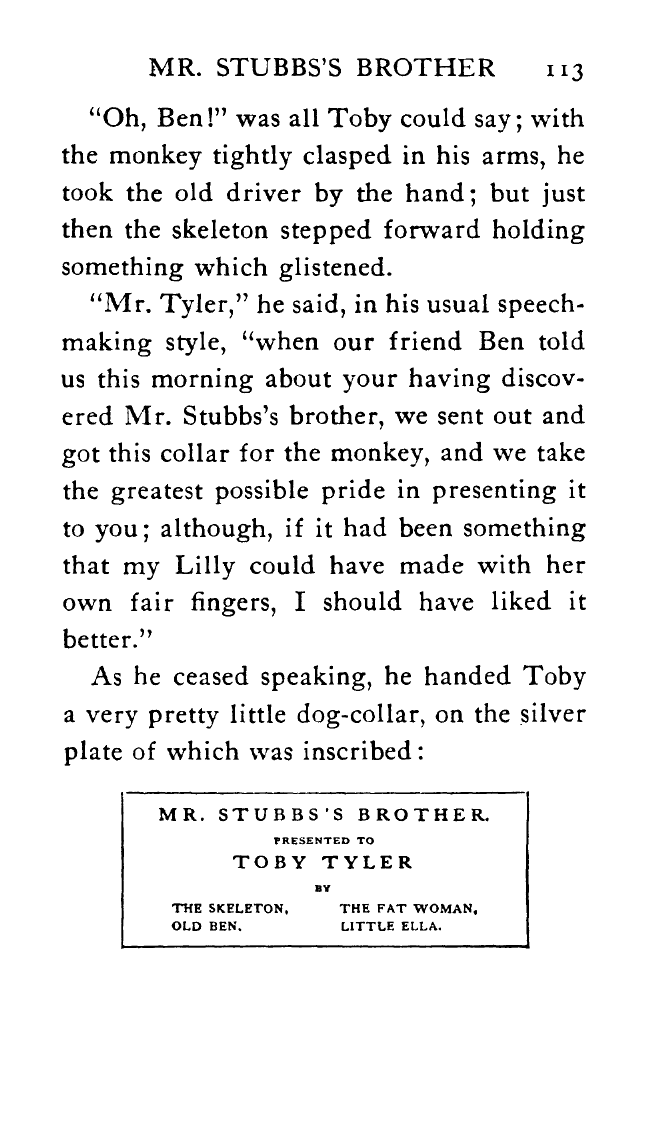 MR. STUBBS'S BROTHER 113
“Oh, Ben!” was all Toby could say; with
the monkey tightly clasped in his arms, he
took the old driver by the hand; but just
then the skeleton stepped forward holding
something which glistened.
“Mr. Tyler,” he said, in his usual speech-
making style, “when our friend Ben told
us this morning about your having discov-
ered Mr. Stubbs's brother, we sent out and
got this collar for the monkey, and we take
the greatest possible pride in presenting it
to you; although, if it had been something
that my Lilly could have made with her
own fair fingers, I should have liked it
better.”
As he ceased speaking, he handed Toby
a very pretty little dog-collar, on the silver
plate of which was inscribed:
MR. STUBBS'S BROTHER.
PRESENTED TO
TOBY TYLER
BY
THE SKELETON, THE FAT WOMAN,
OLD BEN. LITTLE ELLA.